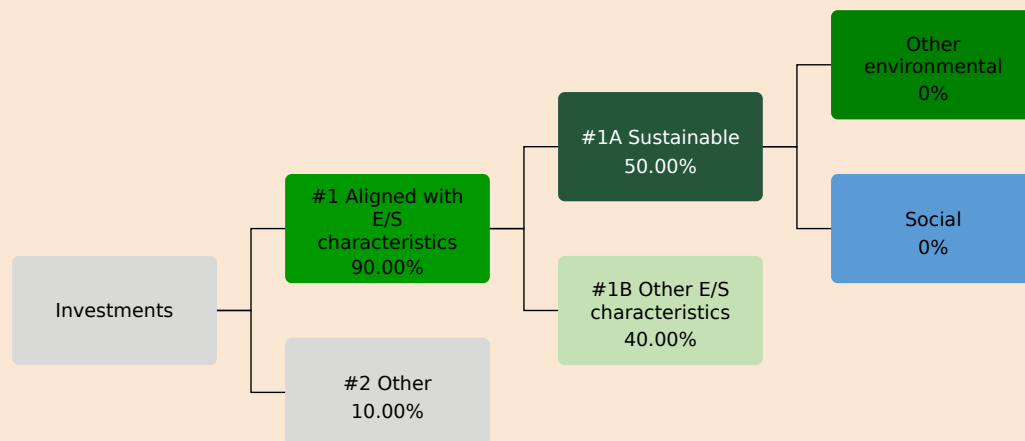 Investments
#1 Aligned with
E/S
characteristics
90.00%
#2 Other
10.00%
#1A Sustainable
50.00%
#1B Other E/S
characteristics
40.00%
Other
environmental
0%
Social
0%